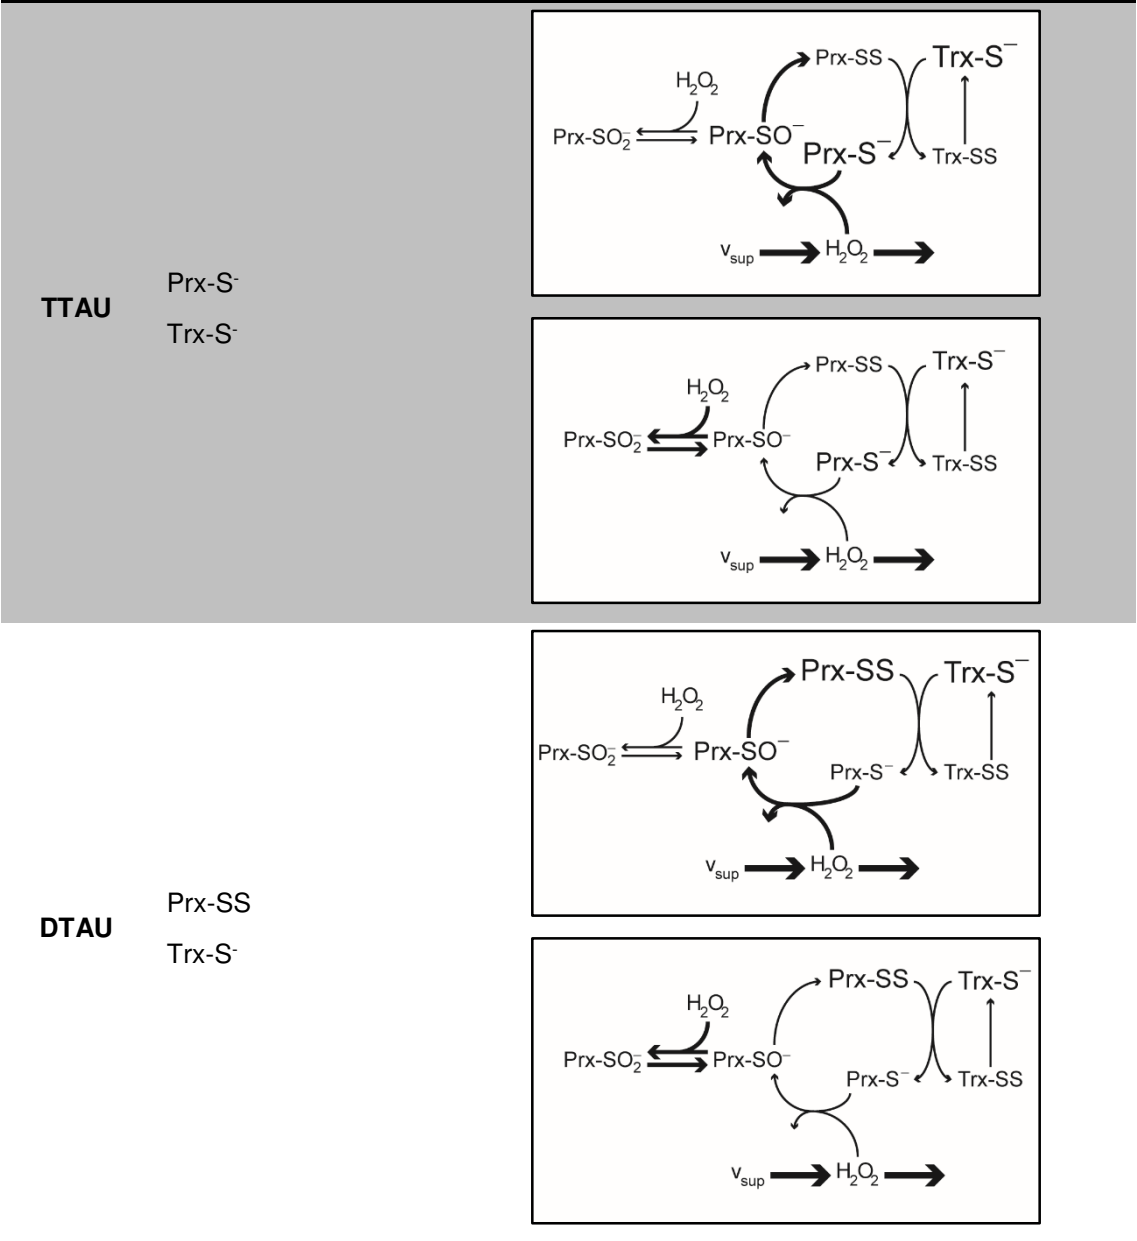 TTAU
Prx-S-
Trx-S-
Prx-SS Trx-S–
H2O2
Prx-SO2– Prx-SO– Prx-S– Trx-SS
vsup H2O2
Prx-SS Trx-S–
H2O2
Prx-SO2– Prx-SO– Prx-S– Trx-SS
vsup H2O2
DTAU
Prx-SS
Trx-S-
Prx-SS Trx-S–
H2O2
Prx-SO2– Prx-SO– Prx-S– Trx-SS
vsup H2O2
Prx-SS Trx-S–
H2O2
Prx-SO2– Prx-SO– Prx-S– Trx-SS
vsup H2O2